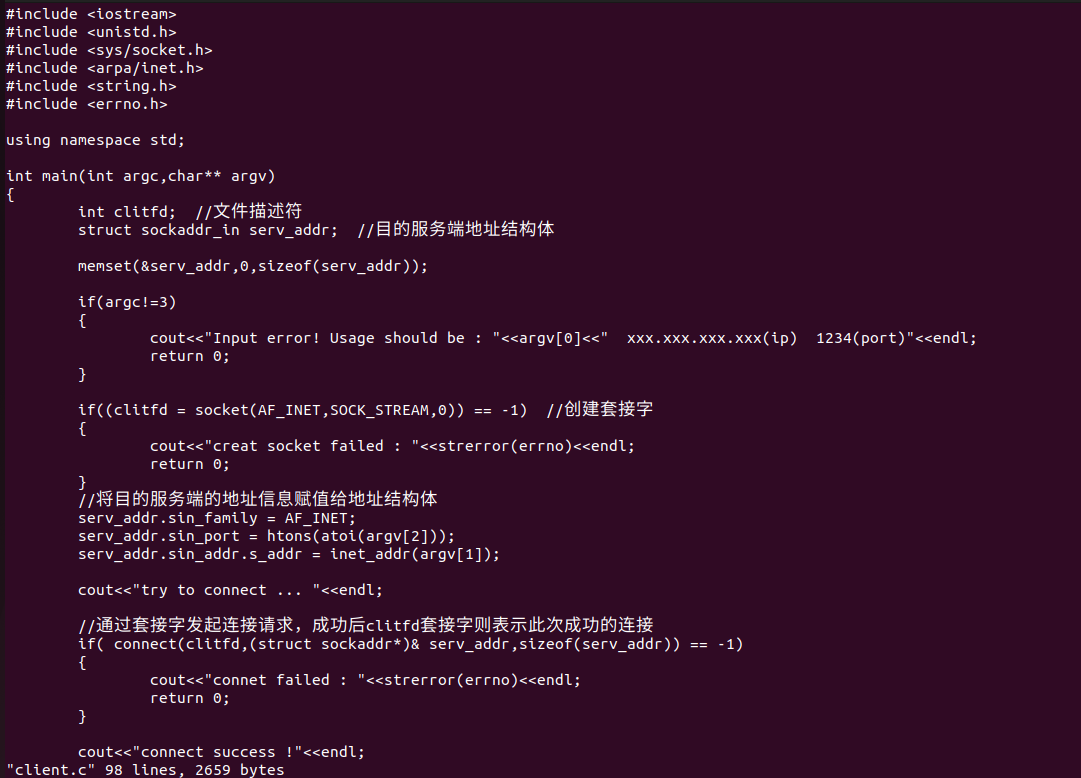 #include <iostream>
#include <unistd.h>
#include <sys/socket.h>
#include <arpa/inet.h>
#include <string.h>
#include <errno.h>

using namespace std;

int main(int argc,char** argv)
{
        int clitfd;  //文件描述符
        struct sockaddr_in serv_addr;  //目的服务端地址结构体

        memset(&serv_addr,0,sizeof(serv_addr));

        if(argc!=3)
        {
                cout<<"Input error! Usage should be : "<<argv[0]<<"  xxx.xxx.xxx.xxx(ip)  1234(port)"<<endl;
                return 0;
        }

        if((clitfd = socket(AF_INET,SOCK_STREAM,0)) == -1)  //创建套接字
        {
                cout<<"creat socket failed : "<<strerror(errno)<<endl;
                return 0;
        }
        //将目的服务端的地址信息赋值给地址结构体
        serv_addr.sin_family = AF_INET;
        serv_addr.sin_port = htons(atoi(argv[2]));
        serv_addr.sin_addr.s_addr = inet_addr(argv[1]);

        cout<<"try to connect ... "<<endl;

        //通过套接字发起连接请求，成功后clitfd套接字则表示此次成功的连接
        if( connect(clitfd,(struct sockaddr*)& serv_addr,sizeof(serv_addr)) == -1)
        {
                cout<<"connet failed : "<<strerror(errno)<<endl;
                return 0;
        }

        cout<<"connect success !"<<endl;
"client.c" 98 lines, 2659 bytes